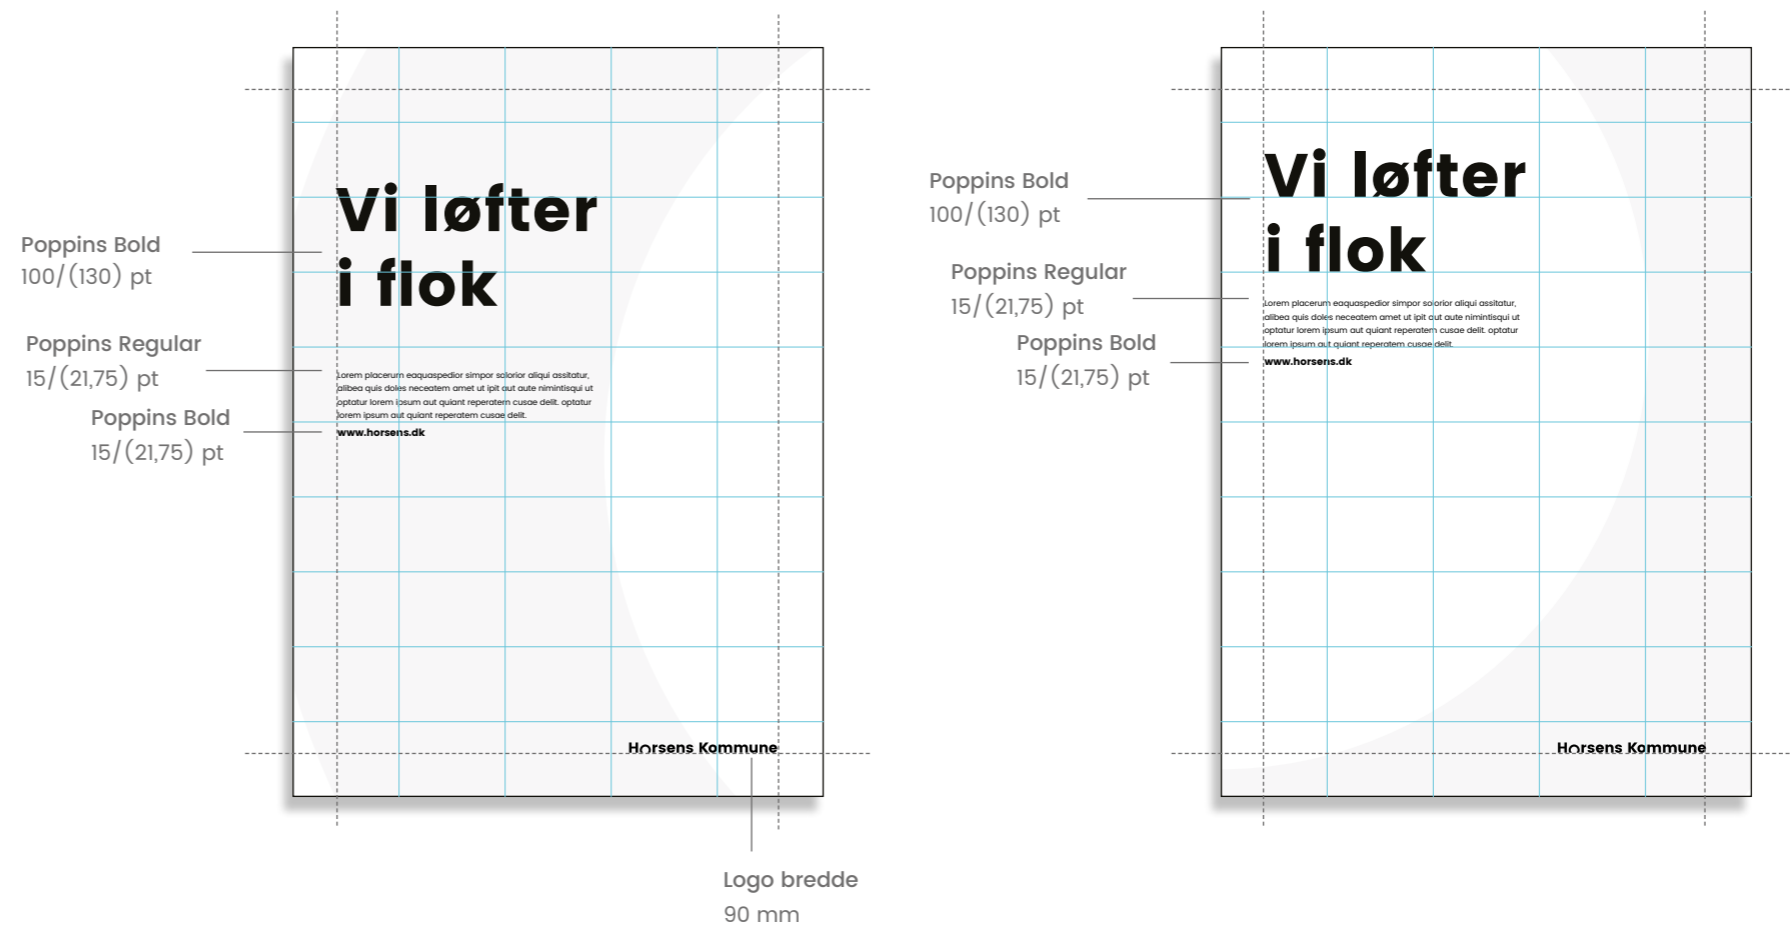 Poppins Bold
100/(130) pt
Poppins Regular
15/(21,75) pt
Poppins Bold
15/(21,75) pt
Vi løfter
i flok
Lorem placerum eaquaspedior simpor solorior aliqui assitatur,
alibea quis doles neceatem amet ut ipit aut aute nimintisqui ut
optatur lorem ipsum aut quiant reperatem cusae delit. optatur
lorem ipsum aut quiant reperatem cusae delit.
www.horsens.dk
Horsens Kommune
Logo bredde
90 mm
Poppins Bold
100/(130) pt
Poppins Regular
15/(21,75) pt
Poppins Bold
15/(21,75) pt
Vi løfter
i flok
Lorem placerum eaquaspedior simpor solorior aliqui assitatur,
alibea quis doles neceatem amet ut ipit aut aute nimintisqui ut
optatur lorem ipsum aut quiant reperatem cusae delit. optatur
lorem ipsum aut quiant reperatem cusae delit.
www.horsens.dk
Horsens Kommune